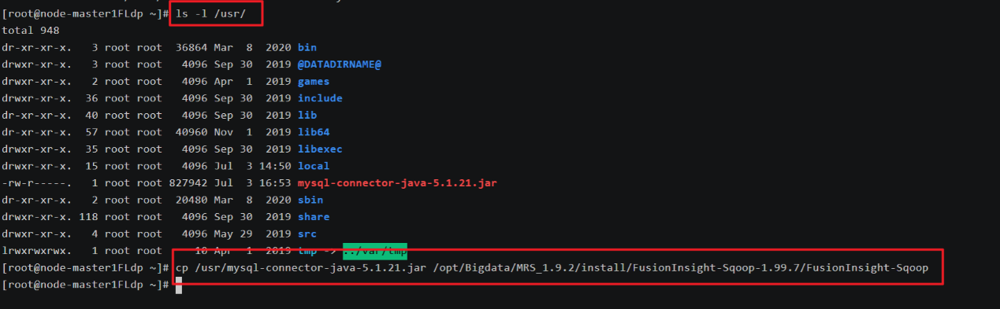 [root@node-master1FLdp ~]# ls -l /usr/
total 948
dr-xr-xr-x. 3 root root 36864 Mar 8 2020 bin
drwxr-xr-x. 3 root root 4096 Sep 30 2019 @DATADIRNAME@
drwxr-xr-x. 2 root root 4096 Apr 1 2019 games
drwxr-xr-x. 36 root root 4096 Sep 30 2019 include
dr-xr-xr-x. 40 root root 4096 Sep 30 2019 lib
dr-xr-xr-x. 57 root root 40960 Nov 1 2019 lib64
drwxr-xr-x. 35 root root 4096 Sep 30 2019 libexec
drwxr-xr-x. 15 root root 4096 Jul 3 14:50 local
-rw-r-----. 1 root root 827942 Jul 3 16:53 mysql-connector-java-5.1.21.jar
dr-xr-xr-x. 2 root root 20480 Mar 8 2020 sbin
drwxr-xr-x. 118 root root 4096 Sep 30 2019 share
drwxr-xr-x. 4 root root 4096 May 29 2019 src
lrwxrwxrwx. 1 root root 10 Apr 1 2019 tmp -> ../var/tmp
[root@node-master1FLdp ~]# cp /usr/mysql-connector-java-5.1.21.jar /opt/Bigdata/MRS_1.9.2/install/FusionInsight-Sqoop-1.99.7/FusionInsight-Sqoop
[root@node-master1FLdp ~]#